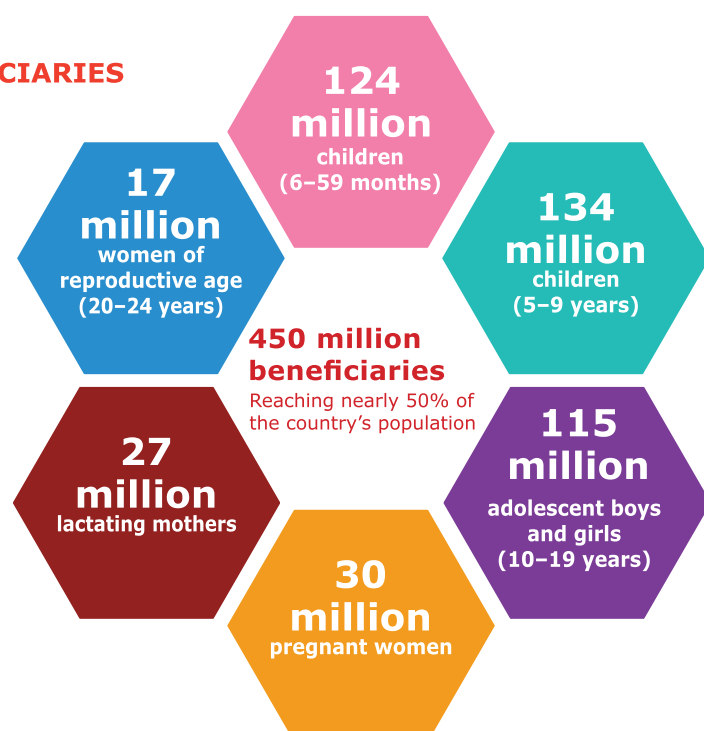 CIARIES
124
million
children
(6–59 months)
134
million
children
(5–9 years)
115
million
adolescent boys
and girls
(10–19 years)
30
million
pregnant women
27
million
lactating mothers
17
million
women of
reproductive age
(20–24 years)
450 million
beneficiaries
Reaching nearly 50% of
the country’s population